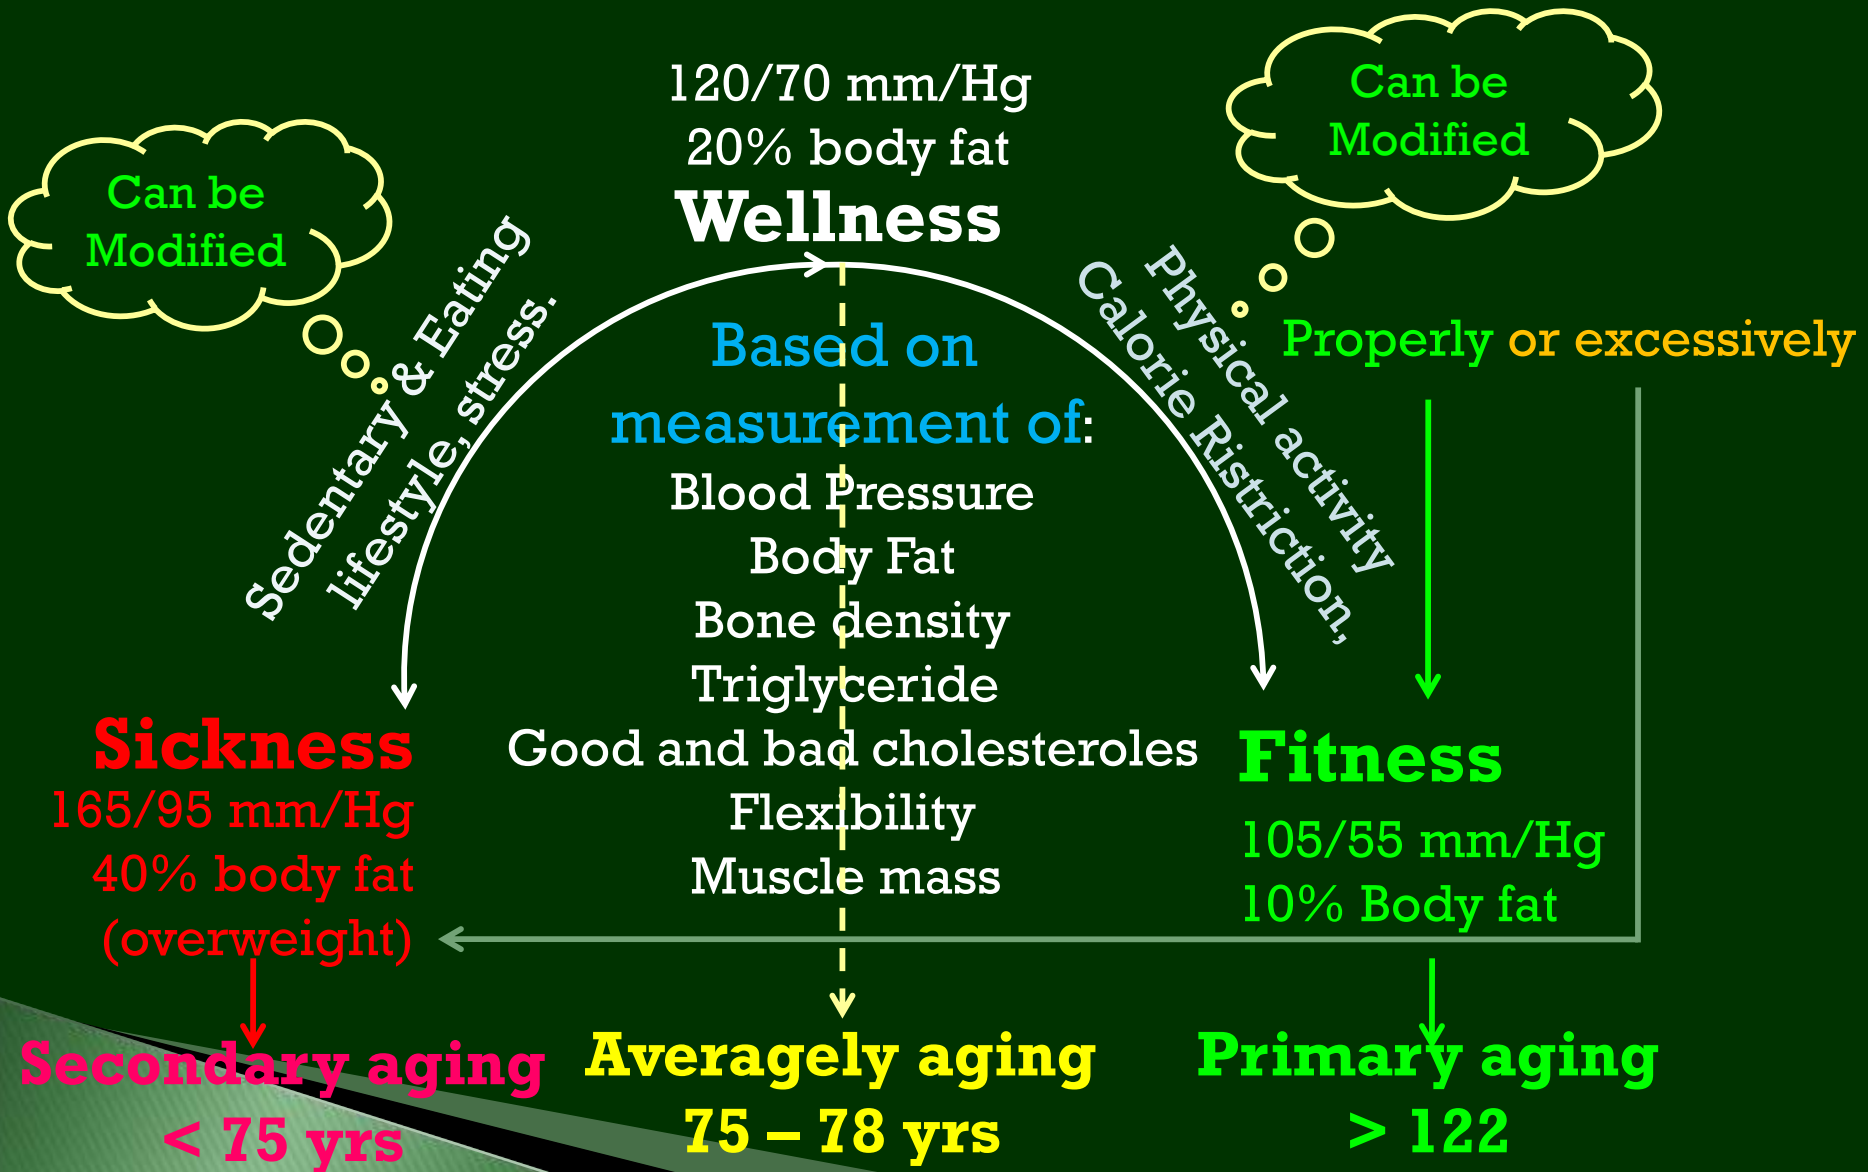 120/70 mm/Hg
20% body fat
Wellness
Can be
Modified
Can be
Modified
Sedentary & Eating
lifestyle, stress.
Physical activity
Calorie Ristriction,
Properly or excessively
Based on
measurement of:
Blood Pressure
Body Fat
Bone density
Triglyceride
Good and bad cholesteroles
Flexibility
Muscle mass
Sickness
165/95 mm/Hg
40% body fat
(overweight)
Fitness
105/55 mm/Hg
10% Body fat
Secondary aging
< 75 yrs
Averagely aging
75 – 78 yrs
Primary aging
> 122